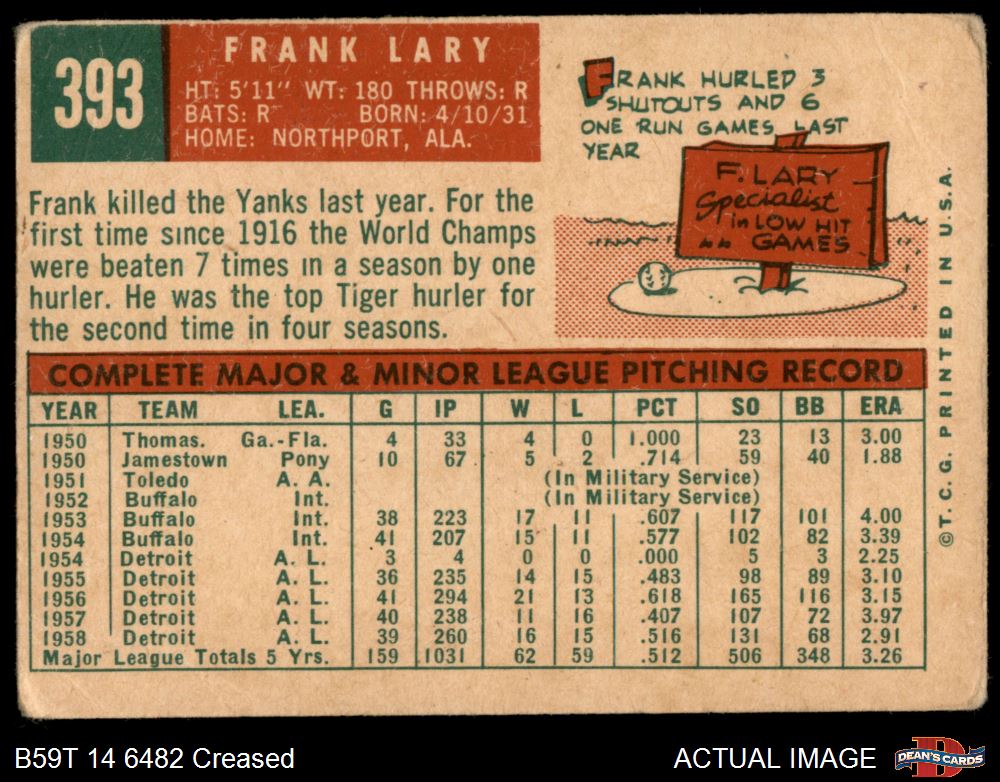 393
FRANK LARY
HT: 5'11" WT: 180 THROWS: R
BATS: R BORN: 4/10/31
HOME: NORTHPORT, ALA.
FRANK HURLED 3
SHUTOUTS AND 6
ONE RUN GAMES LAST
YEAR
F. LARY
Specialist
in LOW HIT
GAMES
Frank killed the Yanks last year. For the
first time since 1916 the World Champs
were beaten 7 times in a season by one
hurler. He was the top Tiger hurler for
the second time in four seasons.
COMPLETE MAJOR & MINOR LEAGUE PITCHING RECORD
YEAR TEAM LEA. G IP W L PCT SO BB ERA
1950 Thomas. Ga.-Fla. 4 33 4 0 1.000 23 13 3.00
1950 Jamestown Pony 10 67 5 2 .714 59 40 1.88
1951 Toledo A. A. (In Military Service)
1952 Buffalo Int. (In Military Service)
1953 Buffalo Int. 38 223 17 11 .607 117 101 4.00
1954 Buffalo Int. 41 207 15 11 .577 102 82 3.39
1954 Detroit A. L. 3 4 0 0 .000 5 3 2.25
1955 Detroit A. L. 36 235 14 15 .483 98 89 3.10
1956 Detroit A. L. 41 294 21 13 .618 165 116 3.15
1957 Detroit A. L. 40 238 11 16 .407 107 72 3.97
1958 Detroit A. L. 39 260 16 15 .516 131 68 2.91
Major League Totals 5 Yrs. 159 1031 62 59 .512 506 348 3.26
© T. C. G. PRINTED IN U.S.A.
B59T 14 6482 Creased
ACTUAL IMAGE
D
DEAN'S CARDS